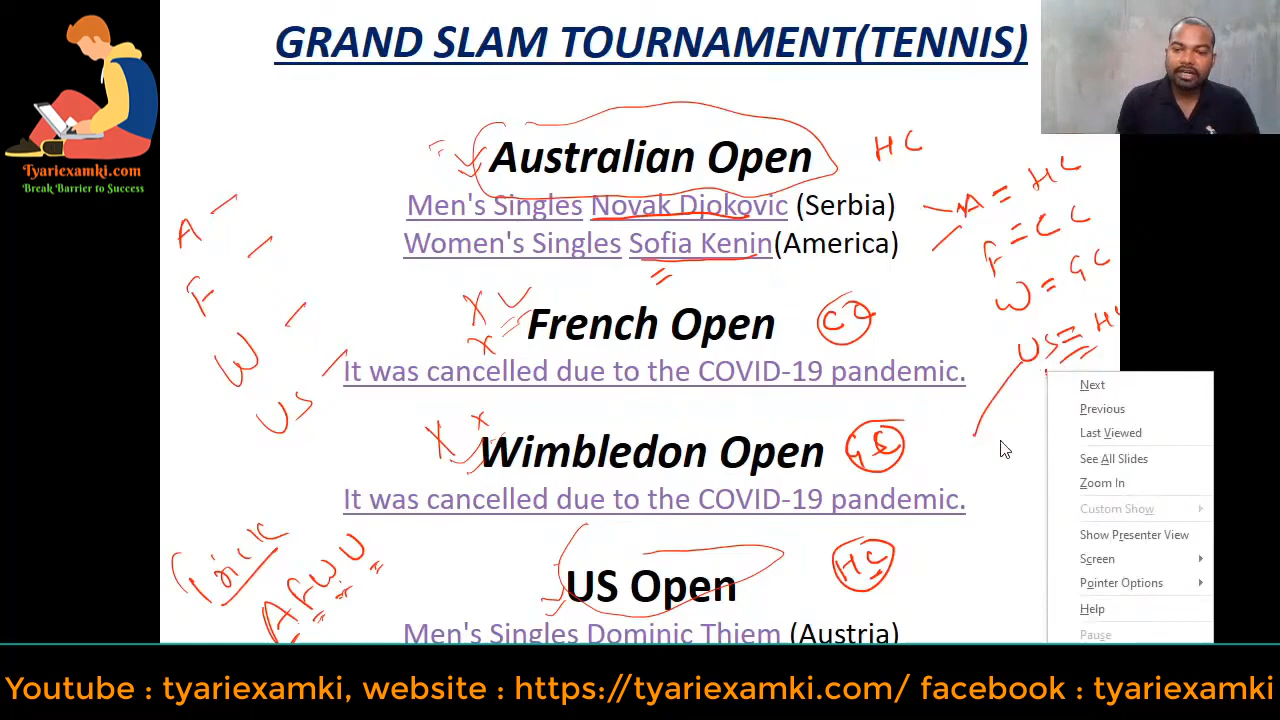 GRAND SLAM TOURNAMENT(TENNIS)
Tyariexamki.com
Break Barrier to Success
Australian Open
HC
Men's Singles Novak Djokovic (Serbia)
Women's Singles Sofia Kenin(America)
A
F
W
US
A = HC
F = CC
W = GC
US = HC
French Open
CC
It was cancelled due to the COVID-19 pandemic.
Wimbledon Open
GC
It was cancelled due to the COVID-19 pandemic.
Trick
AFWU
US Open
HC
Men's Singles Dominic Thiem (Austria)
Next
Previous
Last Viewed
See All Slides
Zoom In
Custom Show
Show Presenter View
Screen
Pointer Options
Help
Pause
Youtube : tyariexamki, website : https://tyariexamki.com/ facebook : tyariexamki